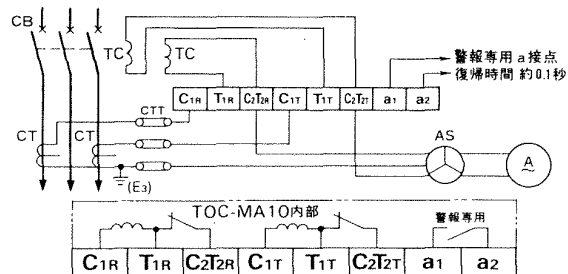 CB
TC
TC
警報専用 a 接点
復帰時間 約0.1秒
C1R T1R C2T2R C1T T1T C2T2T a1 a2
CTT
CT
CT
AS
A
(E3)
TOC-MA10内部
警報専用
C1R T1R C2T2R C1T T1T C2T2T a1 a2